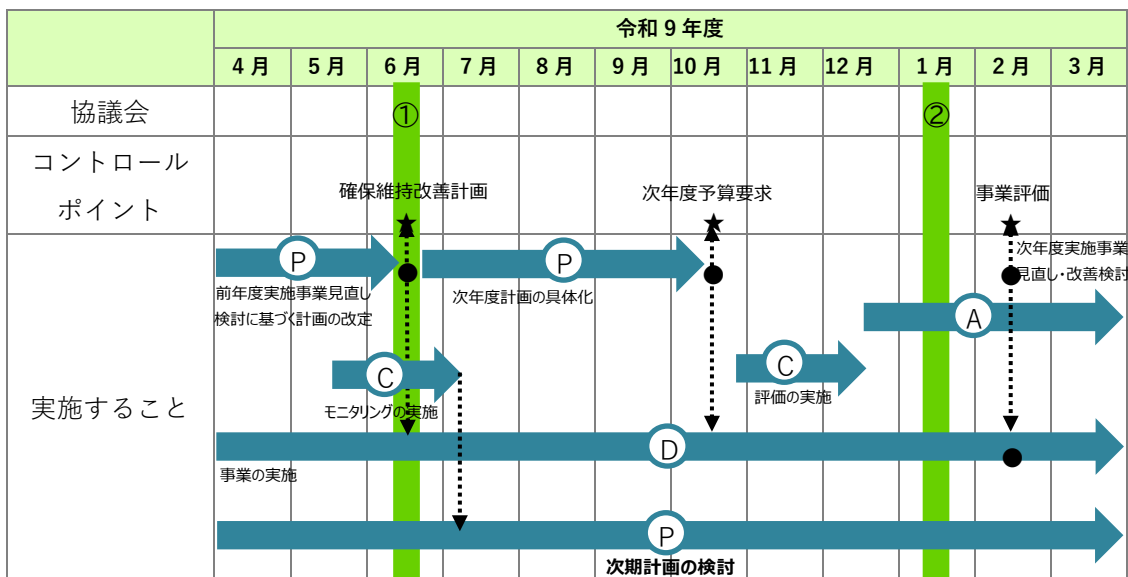 令和9年度
4月 5月 6月 7月 8月 9月 10月 11月 12月 1月 2月 3月
協議会
① ②
コントロール
ポイント
確保維持改善計画
次年度予算要求
事業評価
実施すること
P
前年度実施事業見直し
検討に基づく計画の改定
P
次年度計画の具体化
次年度実施事業
見直し・改善検討
A
C
モニタリングの実施
C
評価の実施
D
事業の実施
P
次期計画の検討